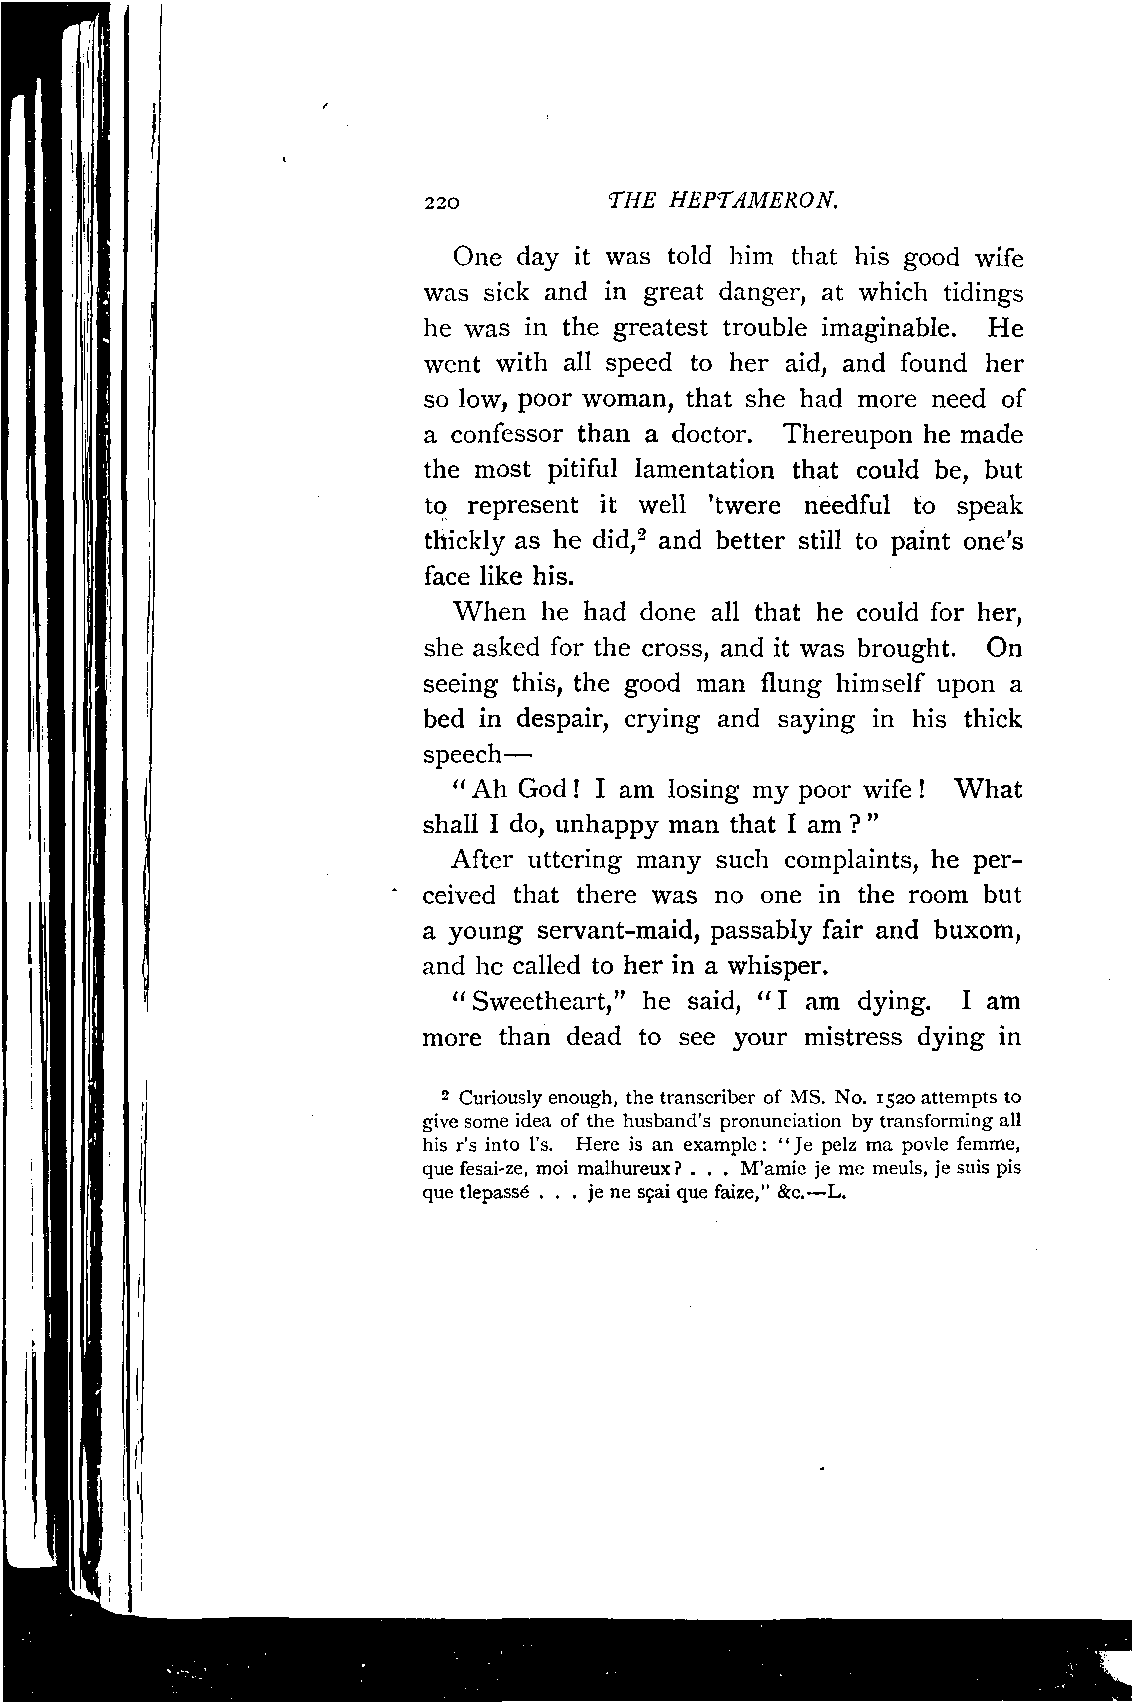 220 THE HEPTAMERON.
One day it was told him that his good wife
was sick and in great danger, at which tidings
he was in the greatest trouble imaginable. He
went with all speed to her aid, and found her
so low, poor woman, that she had more need of
a confessor than a doctor. Thereupon he made
the most pitiful lamentation that could be, but
to represent it well 'twere needful to speak
thickly as he did,² and better still to paint one's
face like his.
When he had done all that he could for her,
she asked for the cross, and it was brought. On
seeing this, the good man flung himself upon a
bed in despair, crying and saying in his thick
speech—
"Ah God! I am losing my poor wife! What
shall I do, unhappy man that I am?"
After uttering many such complaints, he per-
ceived that there was no one in the room but
a young servant-maid, passably fair and buxom,
and he called to her in a whisper.
"Sweetheart," he said, "I am dying. I am
more than dead to see your mistress dying in
² Curiously enough, the transcriber of MS. No. 1520 attempts to
give some idea of the husband's pronunciation by transforming all
his r's into l's. Here is an example: "Je pelz ma povle femme,
que fesai-ze, moi malhureux? . . . M'amie je me meuls, je suis pis
que tlepassé . . . je ne sçai que faize," &c.—L.